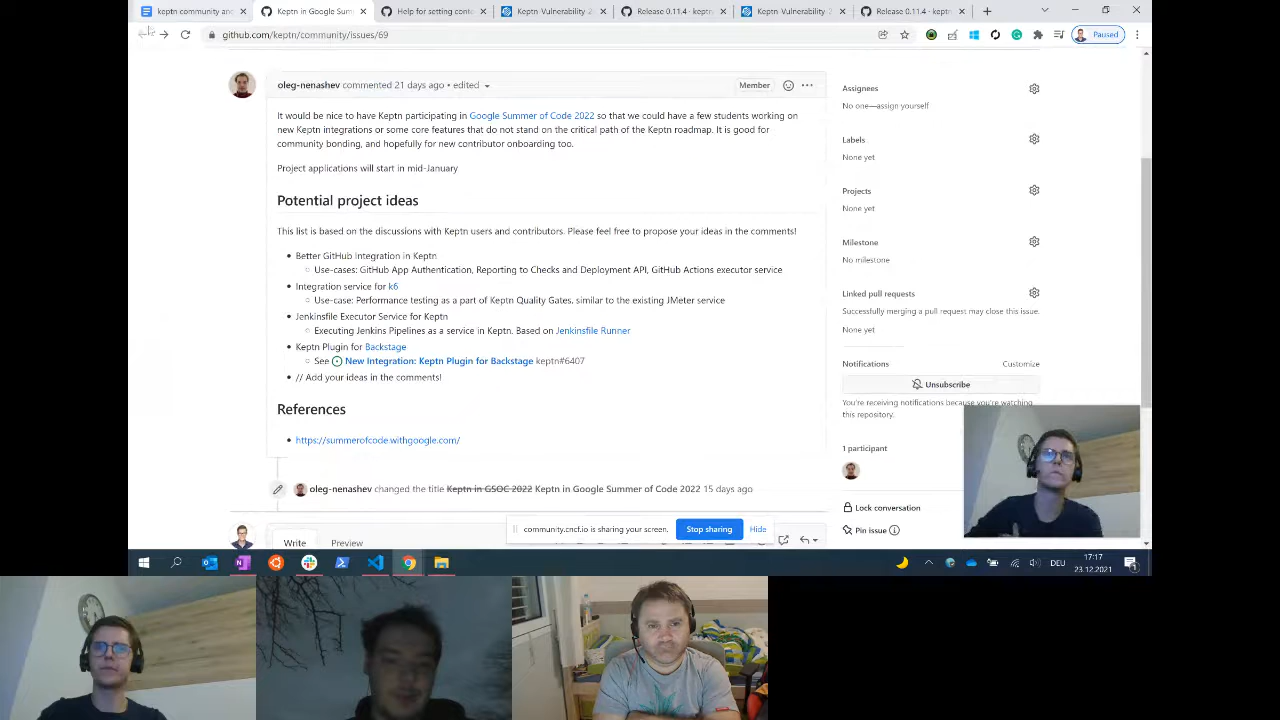 keptn community an
Keptn in Google Sum
Help for setting conte
Keptn-Vulnerability-2
Release 0.11.4 · keptn
Keptn-Vulnerability-2
Release 0.11.4 · keptn
github.com/keptn/community/issues/69
Paused
oleg-nenashev commented 21 days ago • edited
Member
It would be nice to have Keptn participating in Google Summer of Code 2022 so that we could have a few students working on
new Keptn integrations or some core features that do not stand on the critical path of the Keptn roadmap. It is good for
community bonding, and hopefully for new contributor onboarding too.
Project applications will start in mid-January
Potential project ideas
This list is based on the discussions with Keptn users and contributors. Please feel free to propose your ideas in the comments!
Better GitHub Integration in Keptn
Use-cases: GitHub App Authentication, Reporting to Checks and Deployment API, GitHub Actions executor service
Integration service for k6
Use-case: Performance testing as a part of Keptn Quality Gates, similar to the existing JMeter service
Jenkinsfile Executor Service for Keptn
Executing Jenkins Pipelines as a service in Keptn. Based on Jenkinsfile Runner
Keptn Plugin for Backstage
See New Integration: Keptn Plugin for Backstage keptn#6407
// Add your ideas in the comments!
References
https://summerofcode.withgoogle.com/
oleg-nenashev changed the title Keptn in GSOC 2022 Keptn in Google Summer of Code 2022 15 days ago
Write
Preview
Assignees
No one—assign yourself
Labels
None yet
Projects
None yet
Milestone
No milestone
Linked pull requests
Successfully merging a pull request may close this issue.
None yet
Notifications
Customize
Unsubscribe
You're receiving notifications because you're watching
this repository.
1 participant
Lock conversation
Pin issue
community.cncf.io is sharing your screen.
Stop sharing
Hide
DEU
17:17
23.12.2021